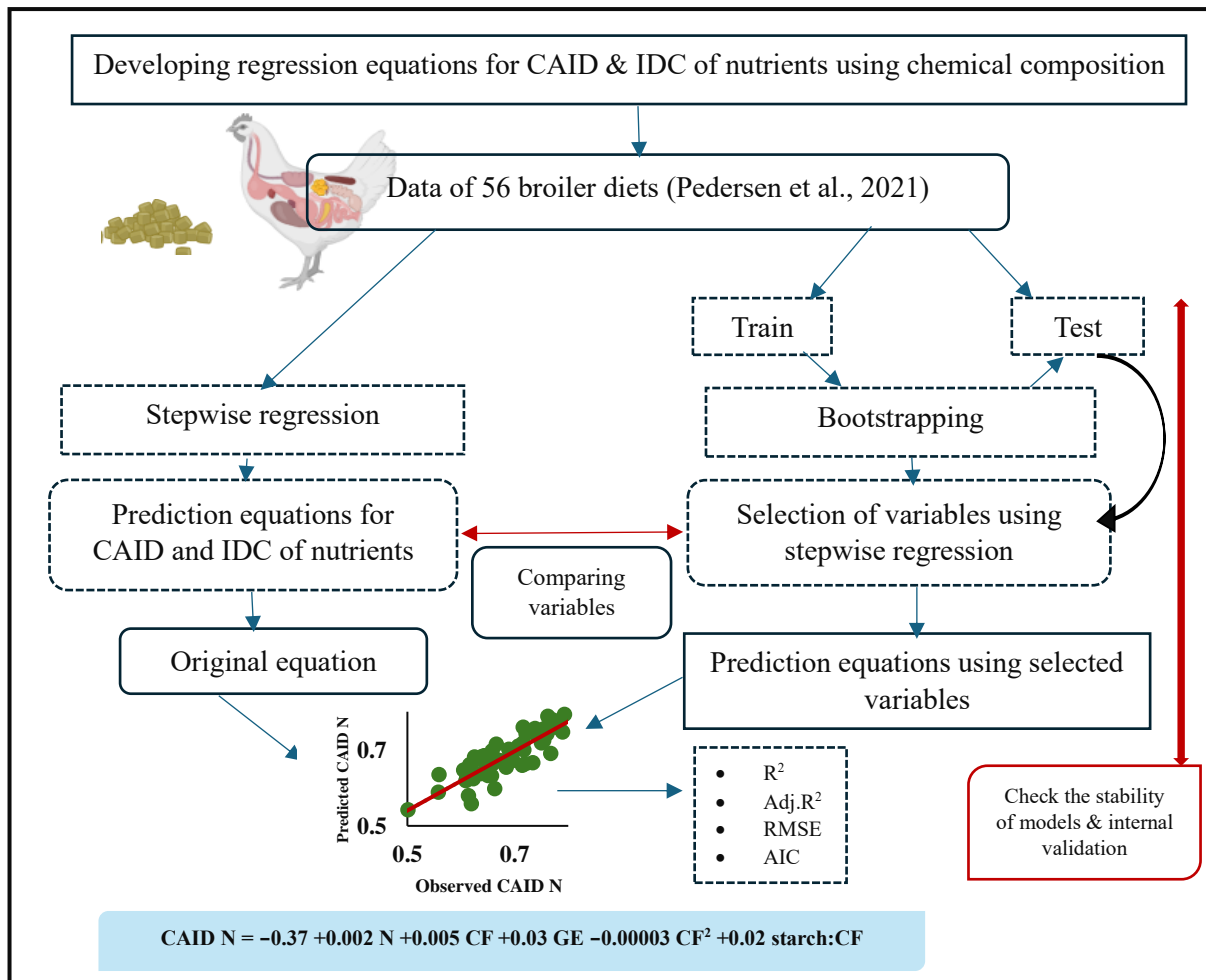 Developing regression equations for CAID & IDC of nutrients using chemical composition
Data of 56 broiler diets (Pedersen et al., 2021)
Train
Test
Stepwise regression
Bootstrapping
Prediction equations for
CAID and IDC of nutrients
Selection of variables using
stepwise regression
Comparing
variables
Original equation
Prediction equations using selected
variables
Predicted CAID N
0.7
0.5
0.5 0.7
Observed CAID N
• R²
• Adj.R²
• RMSE
• AIC
Check the stability
of models & internal
validation
CAID N = −0.37 +0.002 N +0.005 CF +0.03 GE −0.00003 CF² +0.02 starch:CF